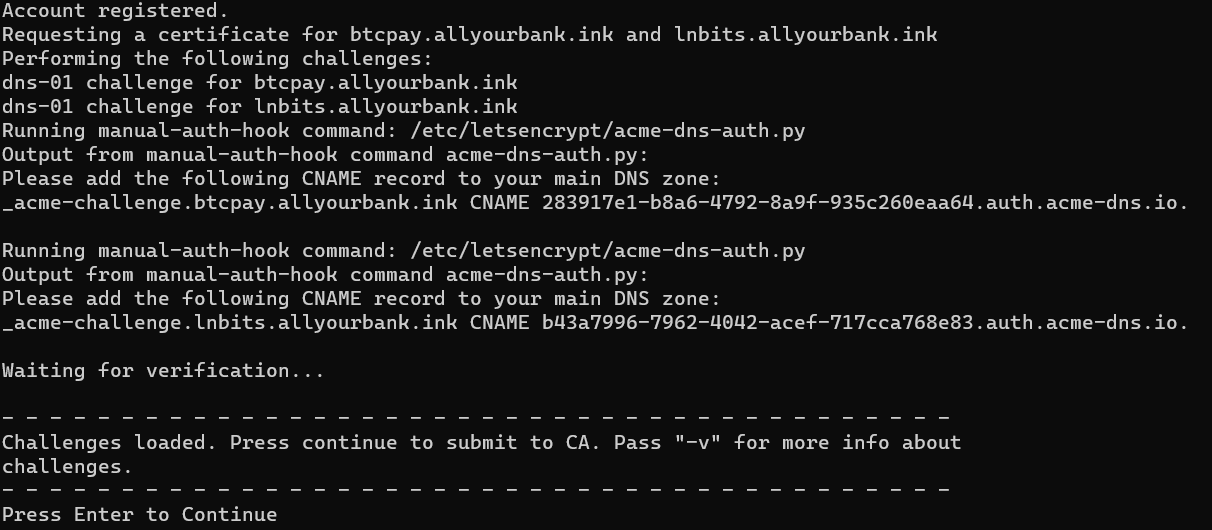 Account registered.
Requesting a certificate for btcpay.allyourbank.ink and lnbits.allyourbank.ink
Performing the following challenges:
dns-01 challenge for btcpay.allyourbank.ink
dns-01 challenge for lnbits.allyourbank.ink
Running manual-auth-hook command: /etc/letsencrypt/acme-dns-auth.py
Output from manual-auth-hook command acme-dns-auth.py:
Please add the following CNAME record to your main DNS zone:
_acme-challenge.btcpay.allyourbank.ink CNAME 283917e1-b8a6-4792-8a9f-935c260eaa64.auth.acme-dns.io.

Running manual-auth-hook command: /etc/letsencrypt/acme-dns-auth.py
Output from manual-auth-hook command acme-dns-auth.py:
Please add the following CNAME record to your main DNS zone:
_acme-challenge.lnbits.allyourbank.ink CNAME b43a7996-7962-4042-acef-717cca768e83.auth.acme-dns.io.

Waiting for verification...

- - - - - - - - - - - - - - - - - - - - - - - - - - - - - - - - - - - - - - - -
Challenges loaded. Press continue to submit to CA. Pass "-v" for more info about
challenges.
- - - - - - - - - - - - - - - - - - - - - - - - - - - - - - - - - - - - - - - -
Press Enter to Continue